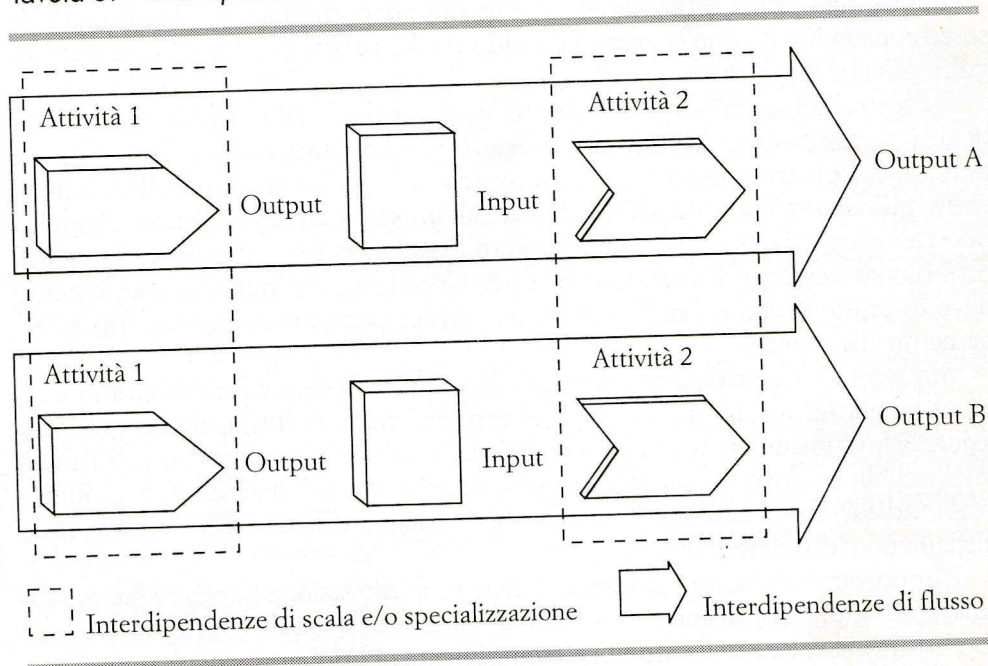 Attività 1
Attività 2
Output
Input
Output A
Attività 1
Attività 2
Output
Input
Output B
Interdipendenze di scala e/o specializzazione
Interdipendenze di flusso